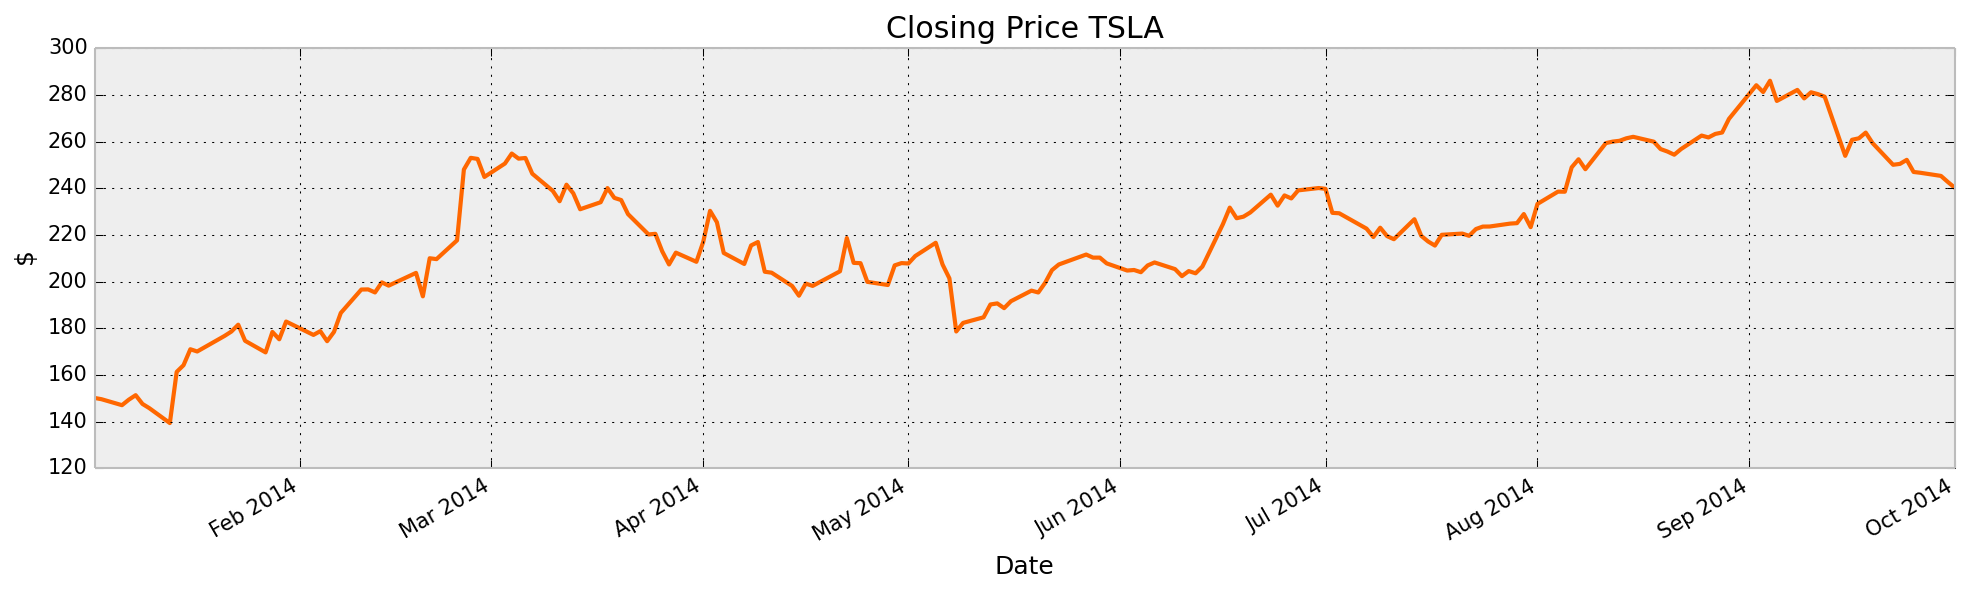 Closing Price TSLA
300
280
260
240
220
200
180
160
140
120
$
Feb 2014
Mar 2014
Apr 2014
May 2014
Jun 2014
Jul 2014
Aug 2014
Sep 2014
Oct 2014
Date